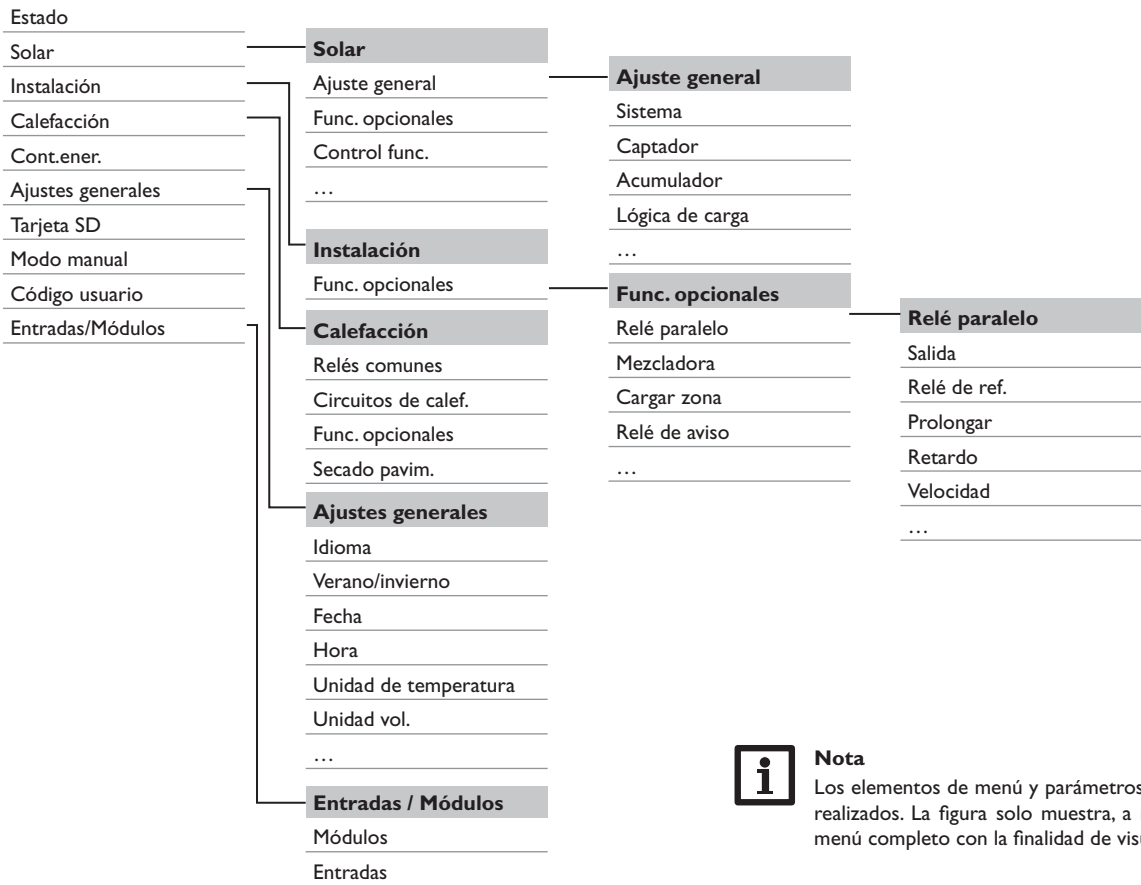 Estado
Solar
Instalación
Calefacción
Cont.ener.
Ajustes generales
Tarjeta SD
Modo manual
Código usuario
Entradas/Módulos
Solar
Ajuste general
Func. opcionales
Control func.
…
Instalación
Func. opcionales
Calefacción
Relés comunes
Circuitos de calef.
Func. opcionales
Secado pavim.
Ajustes generales
Idioma
Verano/invierno
Fecha
Hora
Unidad de temperatura
Unidad vol.
…
Entradas / Módulos
Módulos
Entradas
Ajuste general
Sistema
Captador
Acumulador
Lógica de carga
…
Func. opcionales
Relé paralelo
Mezcladora
Cargar zona
Relé de aviso
…
Relé paralelo
Salida
Relé de ref.
Prolongar
Retardo
Velocidad
…
i
Nota
Los elementos de menú y parámetros
realizados. La figura solo muestra, a
menú completo con la finalidad de